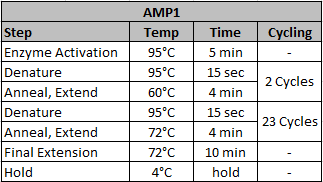 AMP1
Step Temp Time Cycling
Enzyme Activation 95°C 5 min -
Denature 95°C 15 sec 2 Cycles
Anneal, Extend 60°C 4 min
Denature 95°C 15 sec 23 Cycles
Anneal, Extend 72°C 4 min
Final Extension 72°C 10 min -
Hold 4°C hold -